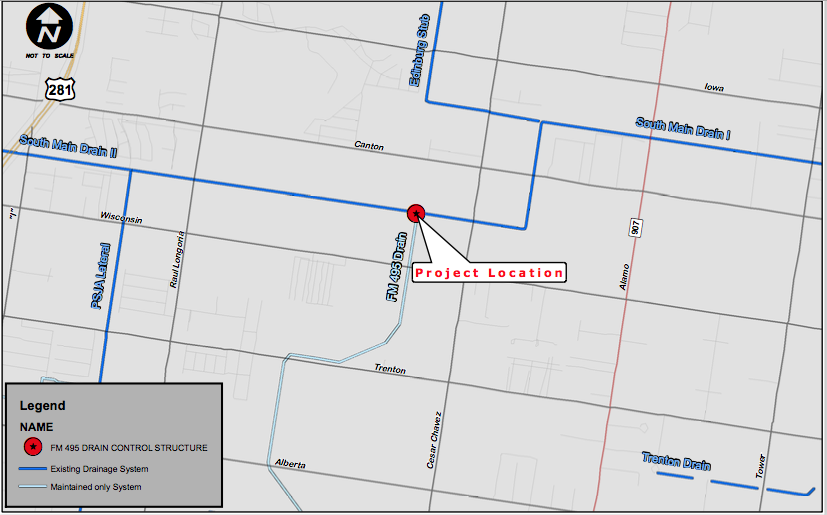 N
NOT TO SCALE
281
Edinburg Stub
Iowa
South Main Drain I
South Main Drain II
Canton
"I"
Wisconsin
907
Raul Longoria
PSJA Lateral
FM 495 Drain
Project Location
Alamo
Trenton
Cesar Chavez
Alberta
Trenton Drain
Tower
Legend
NAME
FM 495 DRAIN CONTROL STRUCTURE
Existing Drainage System
Maintained only System